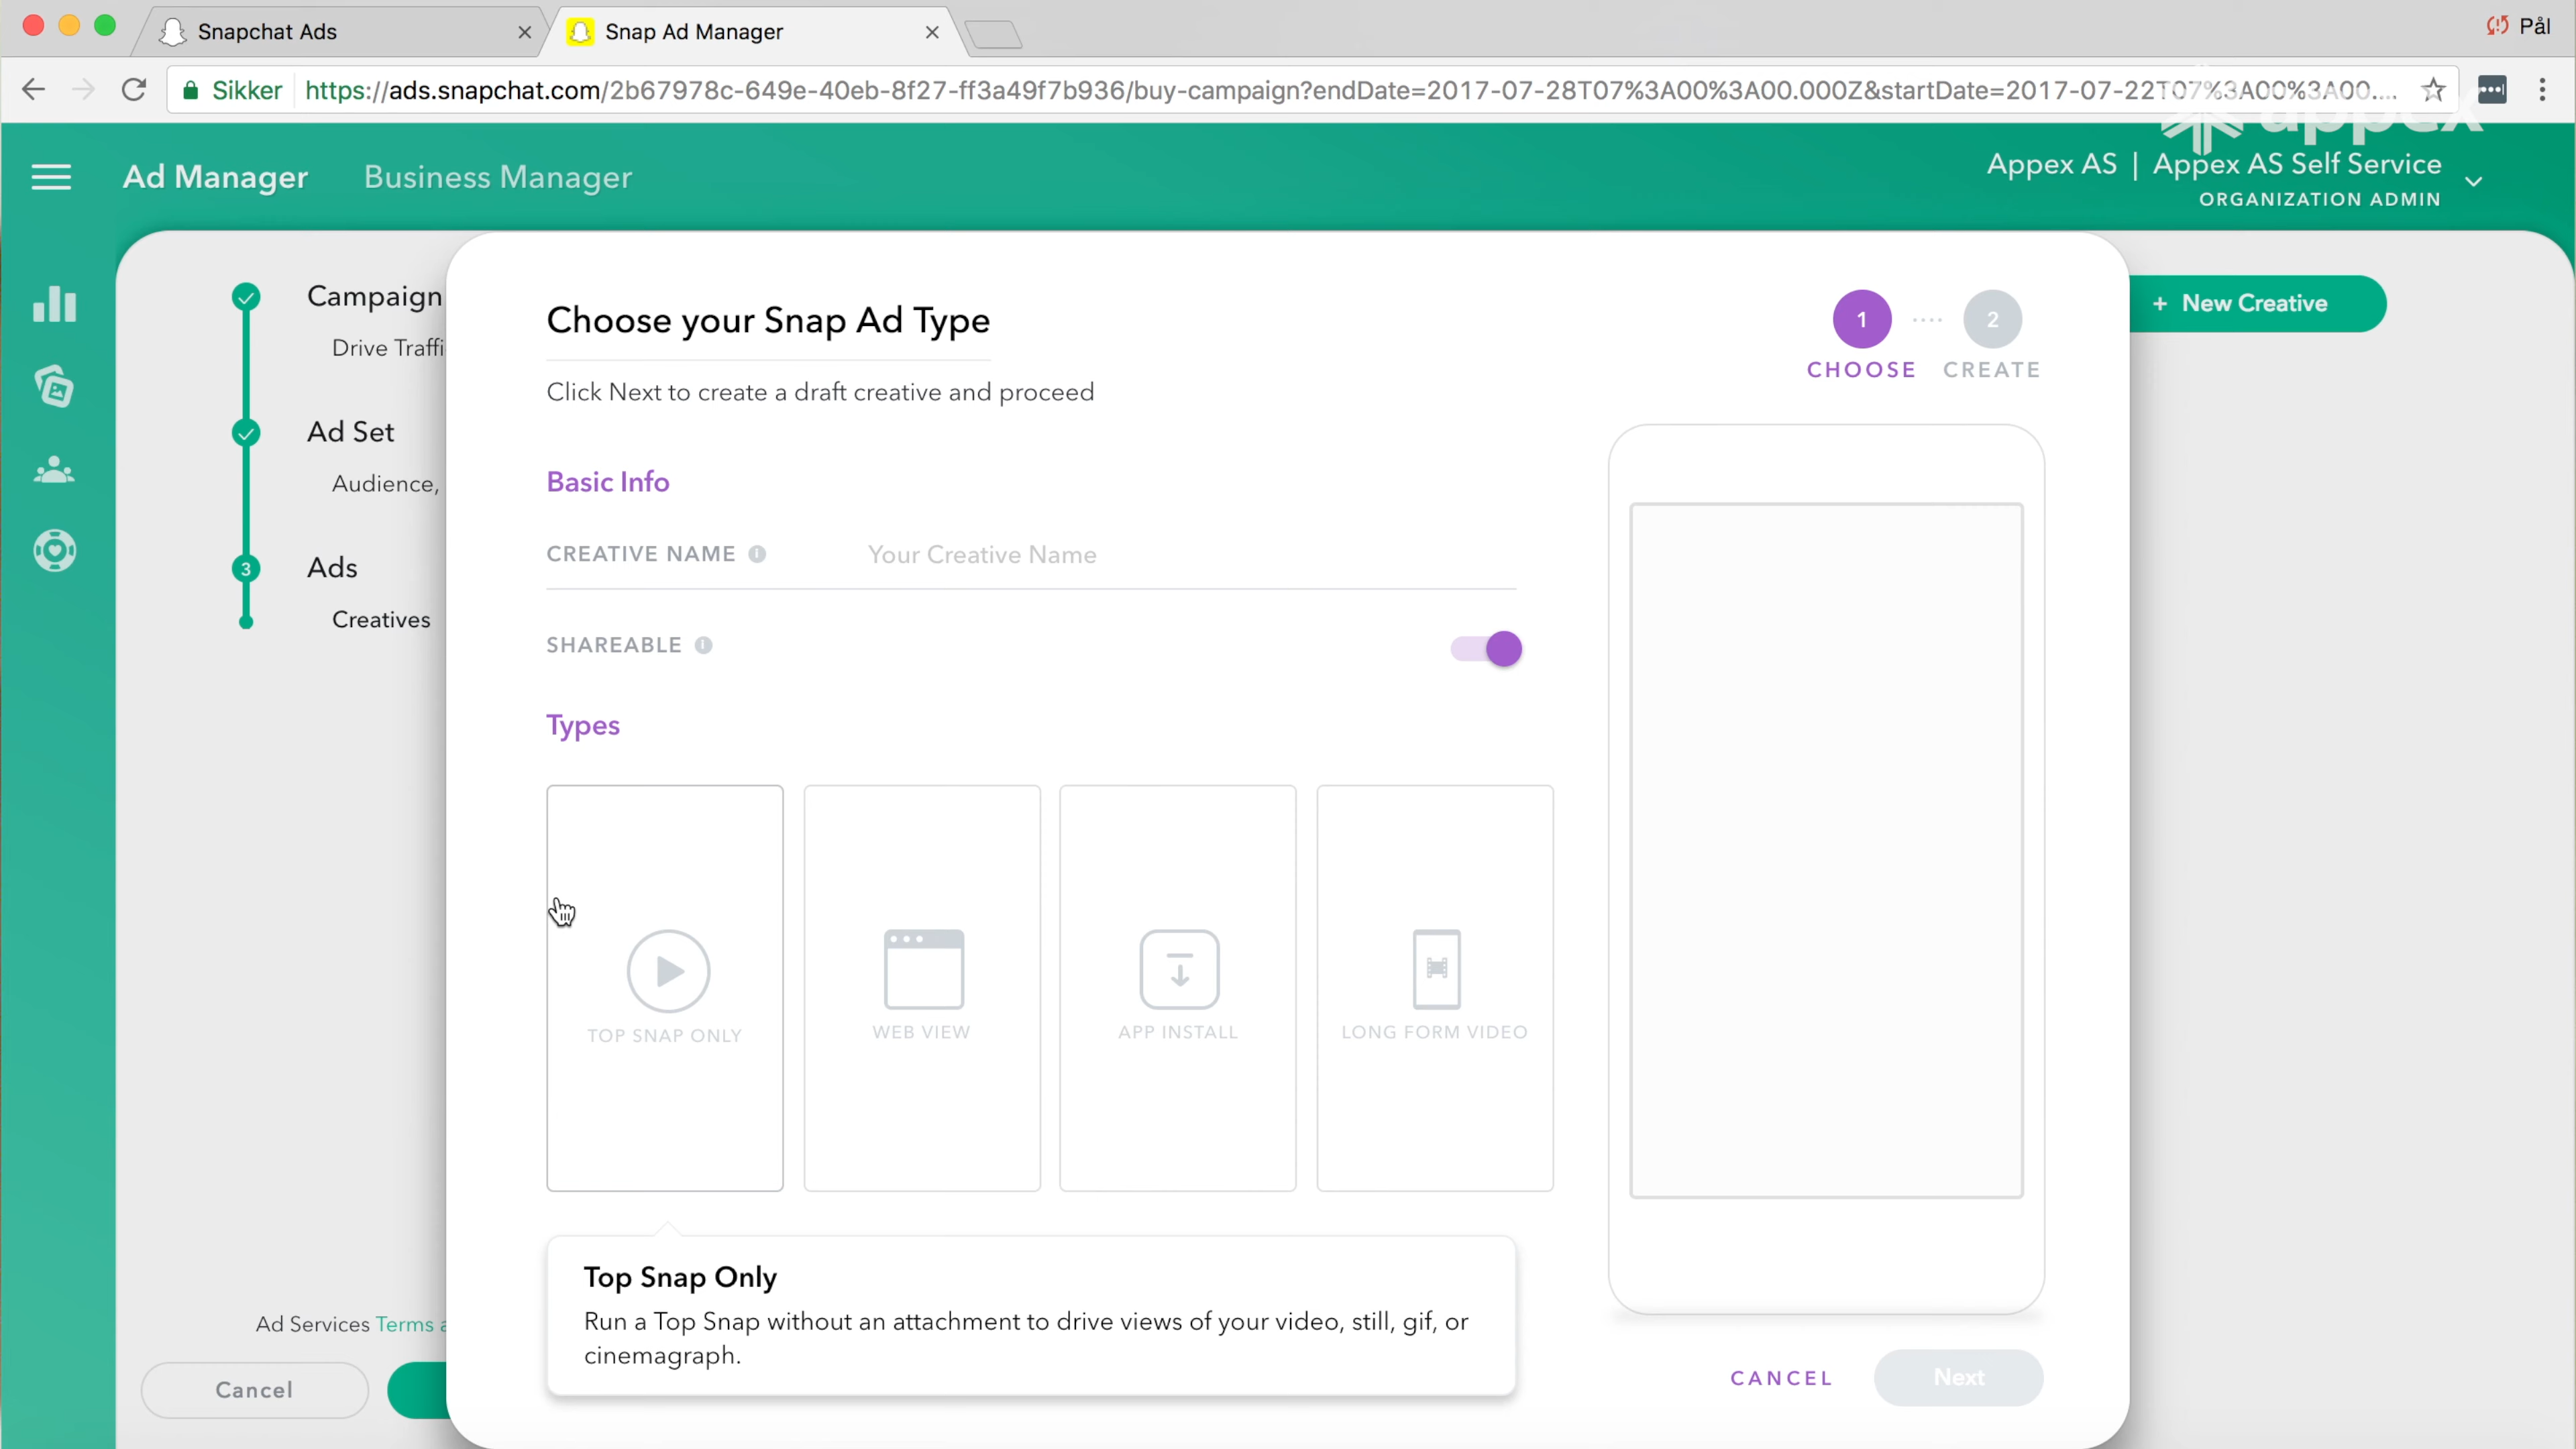 Snapchat Ads
Snap Ad Manager
Pål
Sikker
https://ads.snapchat.com/2b67978c-649e-40eb-8f27-ff3a49f7b936/buy-campaign?endDate=2017-07-28T07%3A00%3A00.000Z&startDate=2017-07-22T07%3A00%3A00....
appex
Ad Manager
Business Manager
Appex AS | Appex AS Self Service
ORGANIZATION ADMIN
Campaign
Drive Traffi
Ad Set
Audience,
3
Ads
Creatives
+ New Creative
Choose your Snap Ad Type
Click Next to create a draft creative and proceed
1
2
CHOOSE
CREATE
Basic Info
CREATIVE NAME
Your Creative Name
SHAREABLE
Types
TOP SNAP ONLY
WEB VIEW
APP INSTALL
LONG FORM VIDEO
Top Snap Only
Run a Top Snap without an attachment to drive views of your video, still, gif, or
cinemagraph.
Ad Services Terms a
Cancel
CANCEL
Next